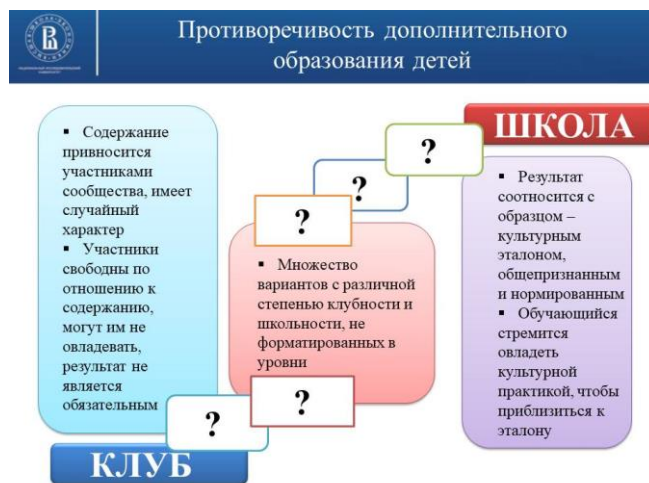 Противоречивость дополнительного
образования детей
▪ Содержание
привносится
участниками
сообщества, имеет
случайный
характер
▪ Участники
свободны по
отношению к
содержанию,
могут им не
овладевать,
результат не
является
обязательным
?
КЛУБ
?
?
?
▪ Множество
вариантов с различной
степенью клубности и
школьности, не
форматированных в
уровни
?
ШКОЛА
▪ Результат
соотносится с
образцом –
культурным
эталоном,
общепризнанным
и нормированным
▪ Обучающийся
стремится
овладеть
культурной
практикой, чтобы
приблизиться к
эталону